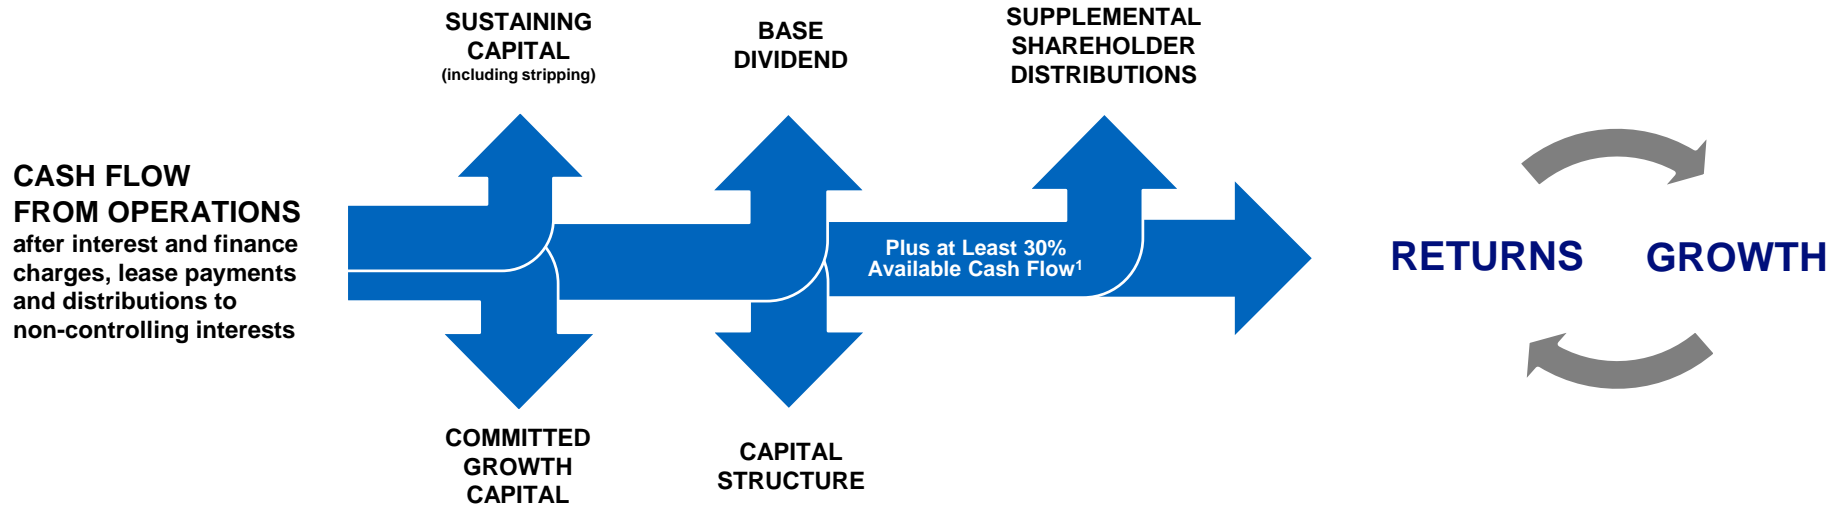 SUSTAINING
CAPITAL
(including stripping)
BASE
DIVIDEND
SUPPLEMENTAL
SHAREHOLDER
DISTRIBUTIONS
CASH FLOW
FROM OPERATIONS
after interest and finance
charges, lease payments
and distributions to
non-controlling interests
Plus at Least 30%
Available Cash Flow¹
RETURNS
GROWTH
COMMITTED
GROWTH
CAPITAL
CAPITAL
STRUCTURE